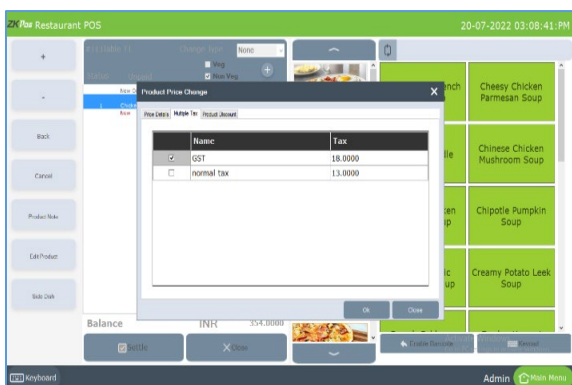 ZKPos Restaurant POS
20-07-2022 03:08:41:PM
None
Veg
Non Veg
Product Price Change
X
Price Details
Multiple Tax
Product Discount
Name
Tax
GST
18.0000
normal tax
13.0000
Ok
Close
+
-
Back
Cancel
Product Note
Edit Product
Side Dish
Cheesy Chicken
Parmesan Soup
Chinese Chicken
Mushroom Soup
Chipotle Pumpkin
Soup
Creamy Potato Leek
Soup
Balance
INR
354.0000
Settle
Close
Enable Barcode
Keypad
Keyboard
Admin
Main Menu